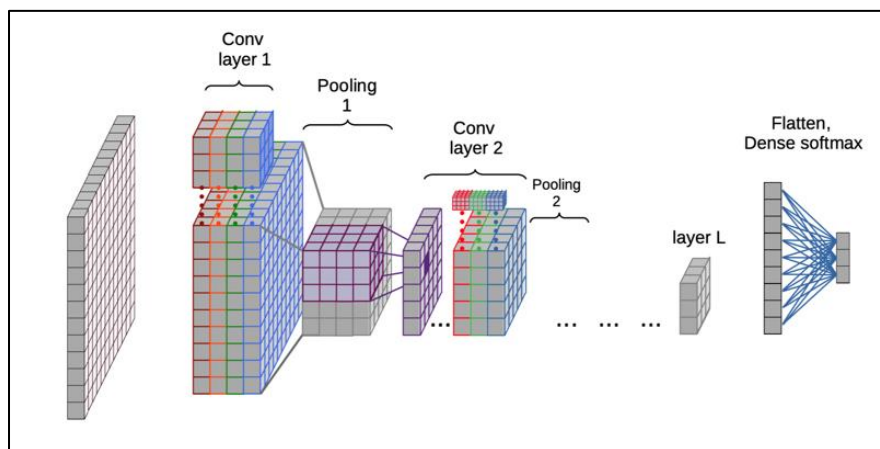 Conv
layer 1
Pooling
1
Conv
layer 2
Pooling
2
Flatten,
Dense softmax
layer L
...
... ... ...